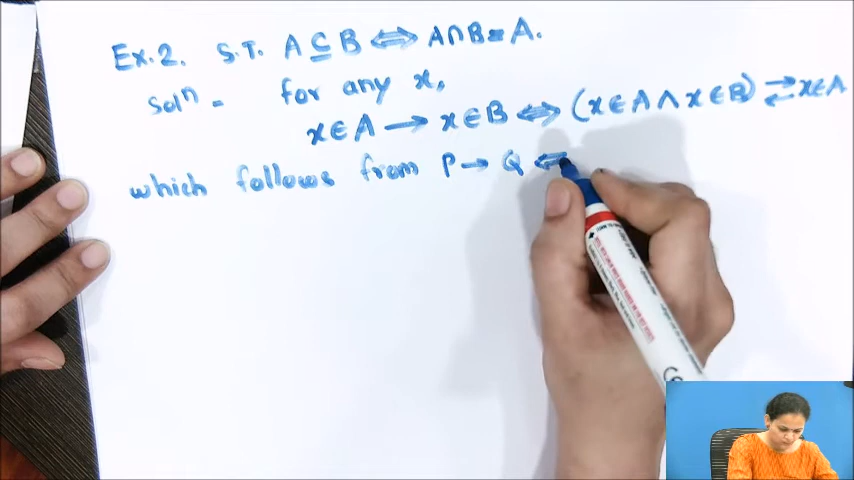 Ex.2. S.T. A ⊆ B ⟺ A∩B = A.
Solⁿ = for any x,
x∈A → x∈B ⟺ (x∈A ∧ x∈B) ⇄ x∈A
which follows from P → Q ⟺